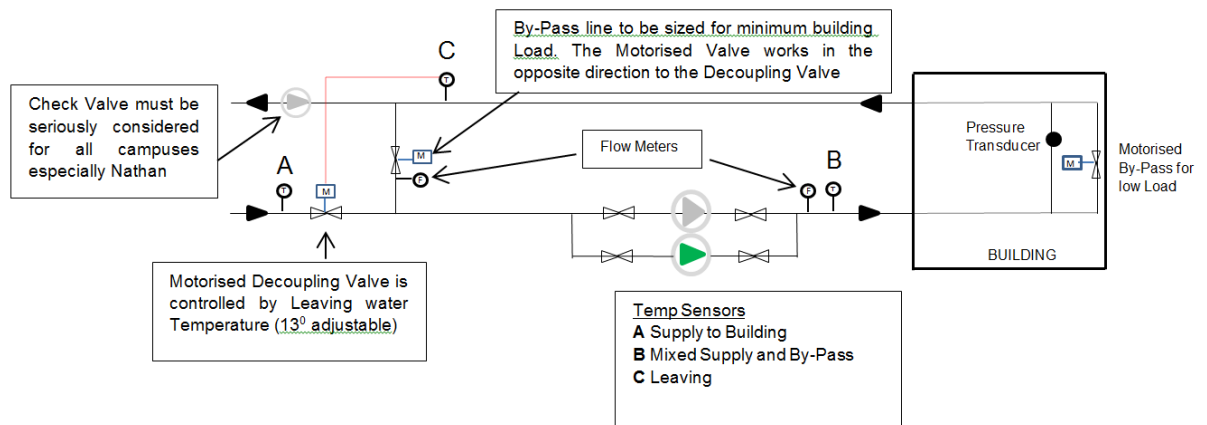 By-Pass line to be sized for minimum building
Load. The Motorised Valve works in the
opposite direction to the Decoupling Valve
C
T
Check Valve must be
seriously considered
for all campuses
especially Nathan
A
T
M
M
F
Flow Meters
B
F
T
Pressure
Transducer
M
Motorised
By-Pass for
low Load
BUILDING
Motorised Decoupling Valve is
controlled by Leaving water
Temperature (13⁰ adjustable)
Temp Sensors
A Supply to Building
B Mixed Supply and By-Pass
C Leaving